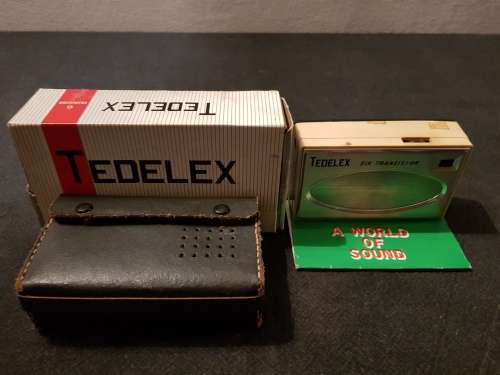 TEDELEX
TEDELEX
TEDELEX SIX TRANSISTOR
A WORLD
OF
SOUND